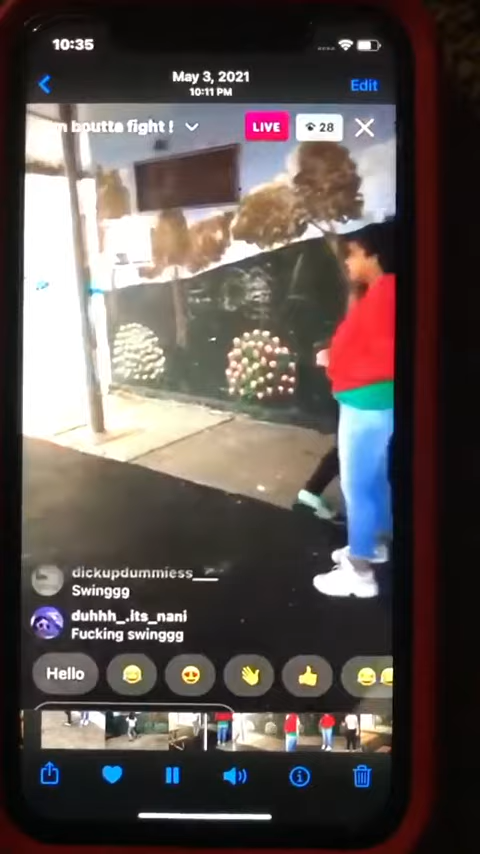 10:35
May 3, 2021
10:11 PM
Edit
boutta fight !
LIVE
28
dickupdummiess___
Swinggg
duhhh_.its_nani
Fucking swinggg
Hello